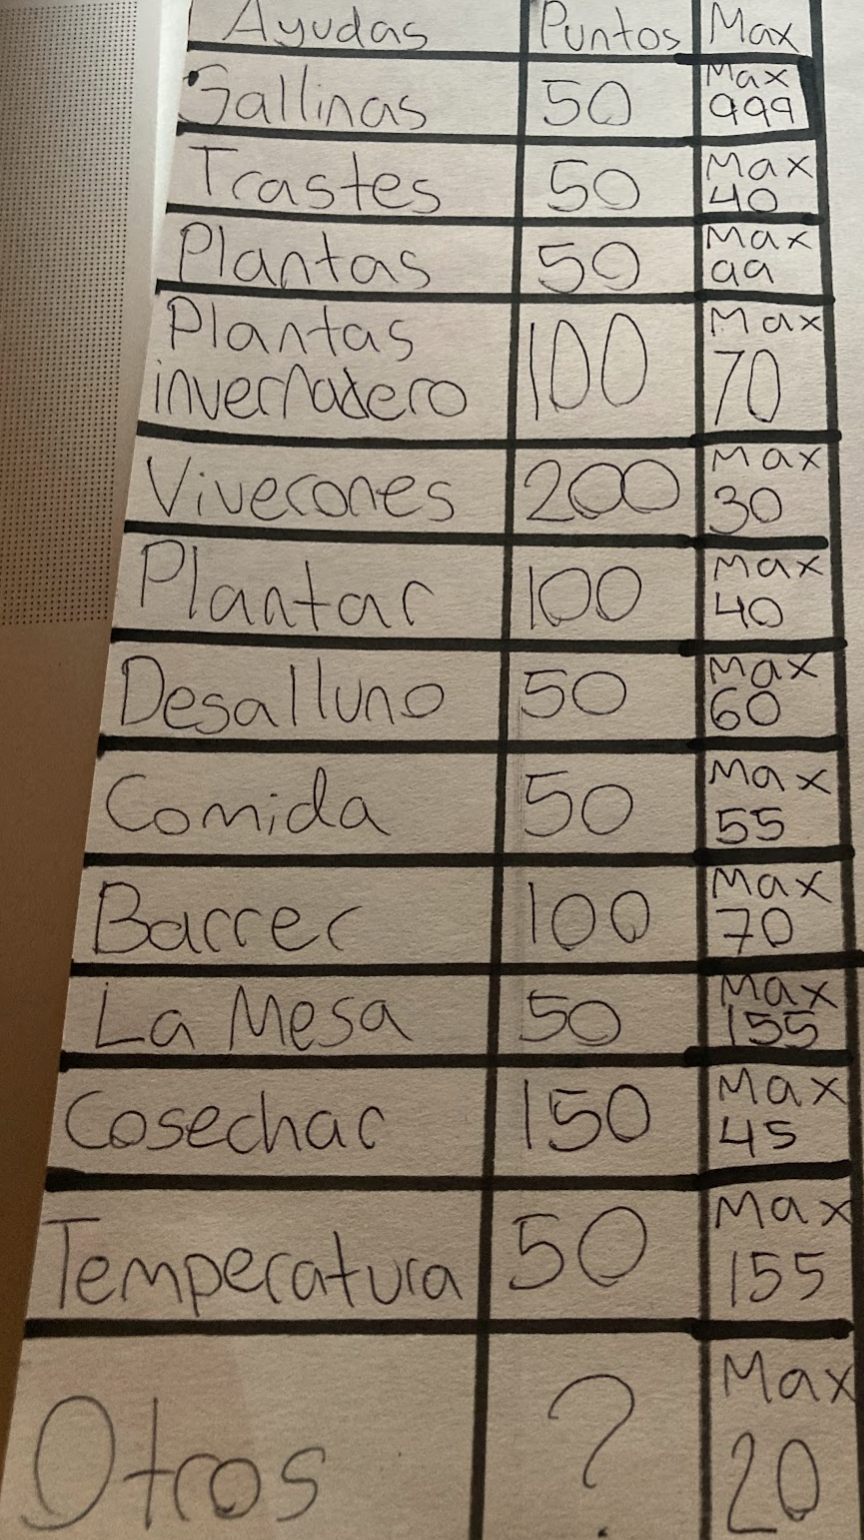 Ayudas Puntos Max
Gallinas 50 Max 999
Trastes 50 Max 40
Plantas 50 Max 99
Plantas
invernadero 100 Max 70
Viverones 200 Max 30
Plantar 100 Max 40
Desalluno 50 Max 60
Comida 50 Max 55
Barrer 100 Max 70
La Mesa 50 Max 155
Cosechar 150 Max 45
Temperatura 50 Max 155
Otros ? Max 20